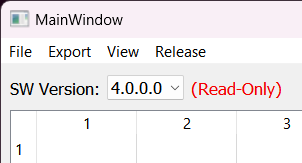 MainWindow
File Export View Release
SW Version: 4.0.0.0 (Read-Only)
1 2 3
1